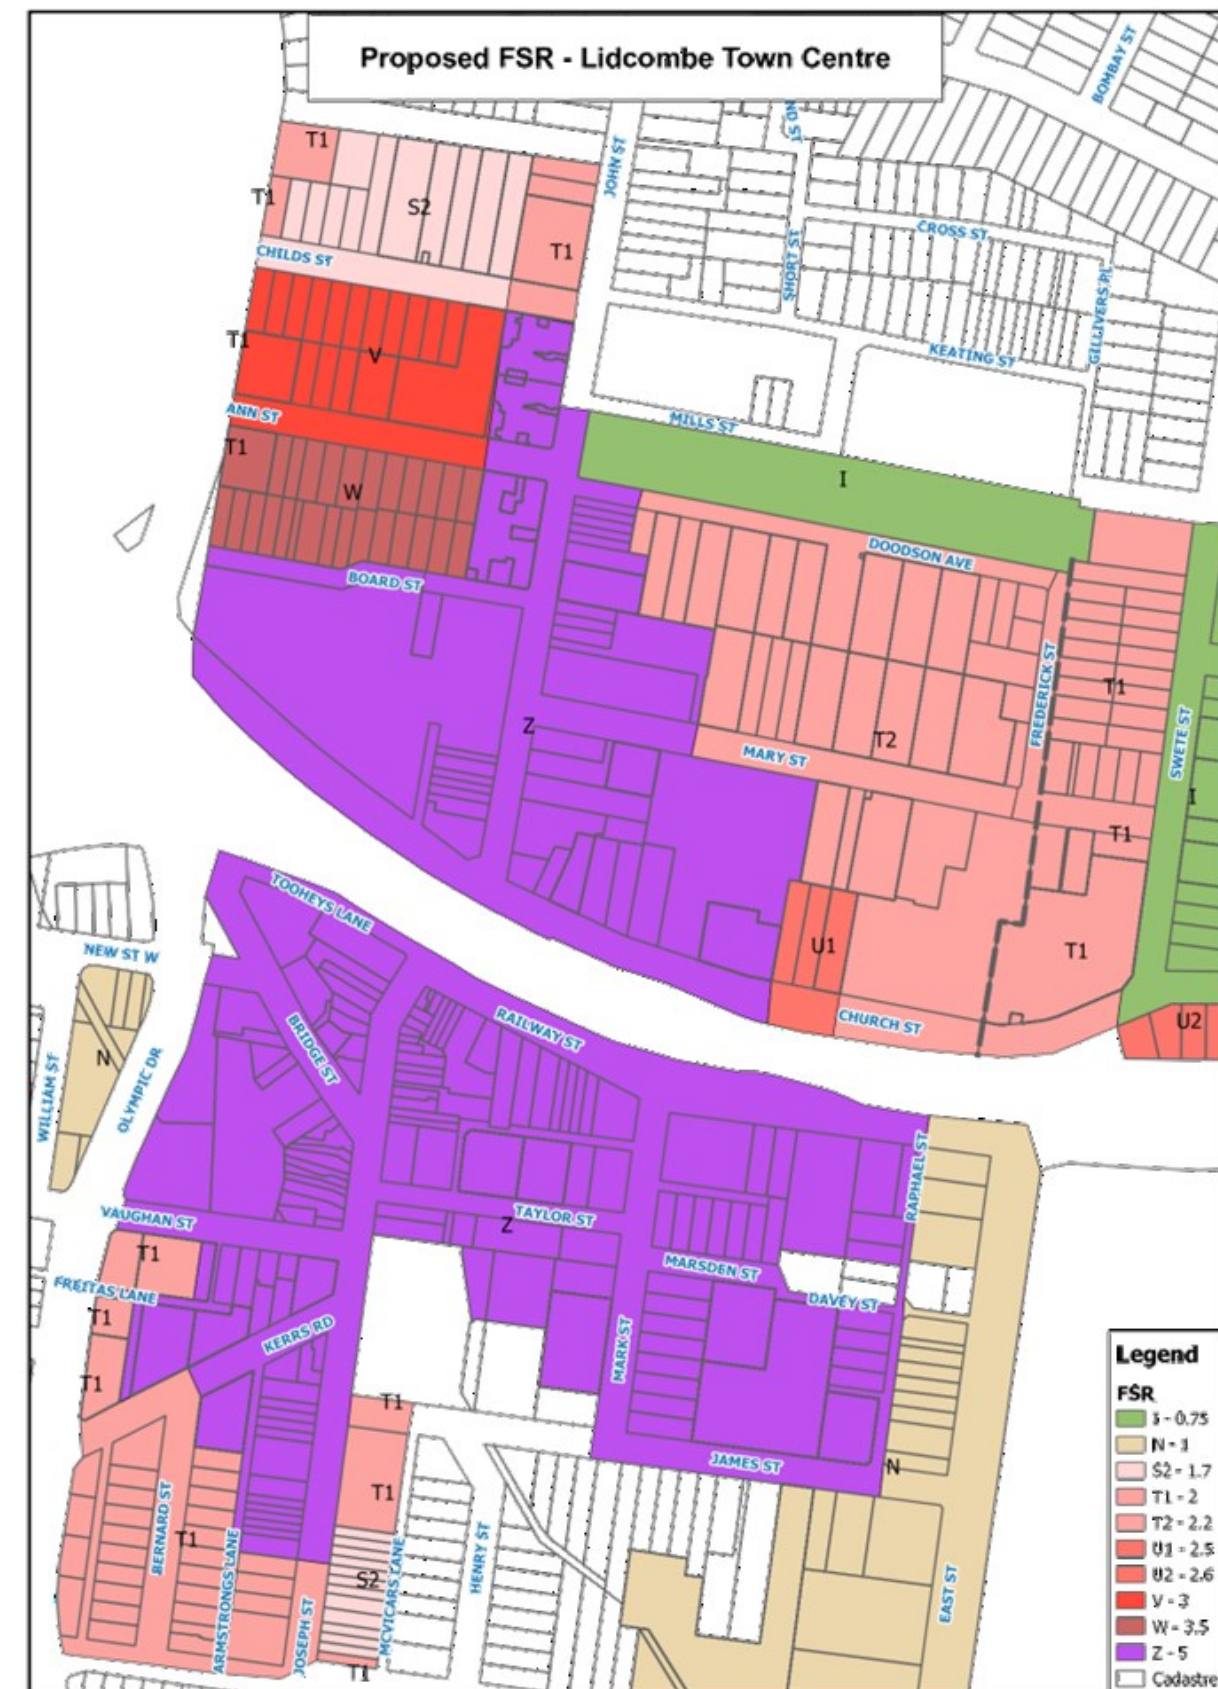 Proposed FSR - Lidcombe Town Centre
BOMBAY ST
ND ST
JOHN ST
T1
T1
S2
T1
CROSS ST
SHORT ST
CHILDS ST
GILLIVERS PL
KEATING ST
T1
V
ANN ST
MILLS ST
T1
W
I
DOODSON AVE
BOARD ST
FREDERICK ST
T1
SWETE ST
Z
T2
MARY ST
I
T1
TOOHEYS LANE
NEW ST W
U1
T1
RAILWAY ST
CHURCH ST
U2
BRIDGE ST
N
WILLIAM ST
OLYMPIC DR
RAPHAEL ST
VAUGHAN ST
TAYLOR ST
Z
T1
MARSDEN ST
FREITAS LANE
T1
DAVEY ST
KERRS RD
MARK ST
T1
T1
JAMES ST
N
T1
BERNARD ST
T1
ARMSTRONGS LANE
S2
MCVICARS LANE
HENRY ST
EAST ST
JOSEPH ST
T1
Legend
FSR
I - 0.75
N - 1
S2 - 1.7
T1 - 2
T2 - 2.2
U1 - 2.5
U2 - 2.6
V - 3
W - 3.5
Z - 5
Cadastre